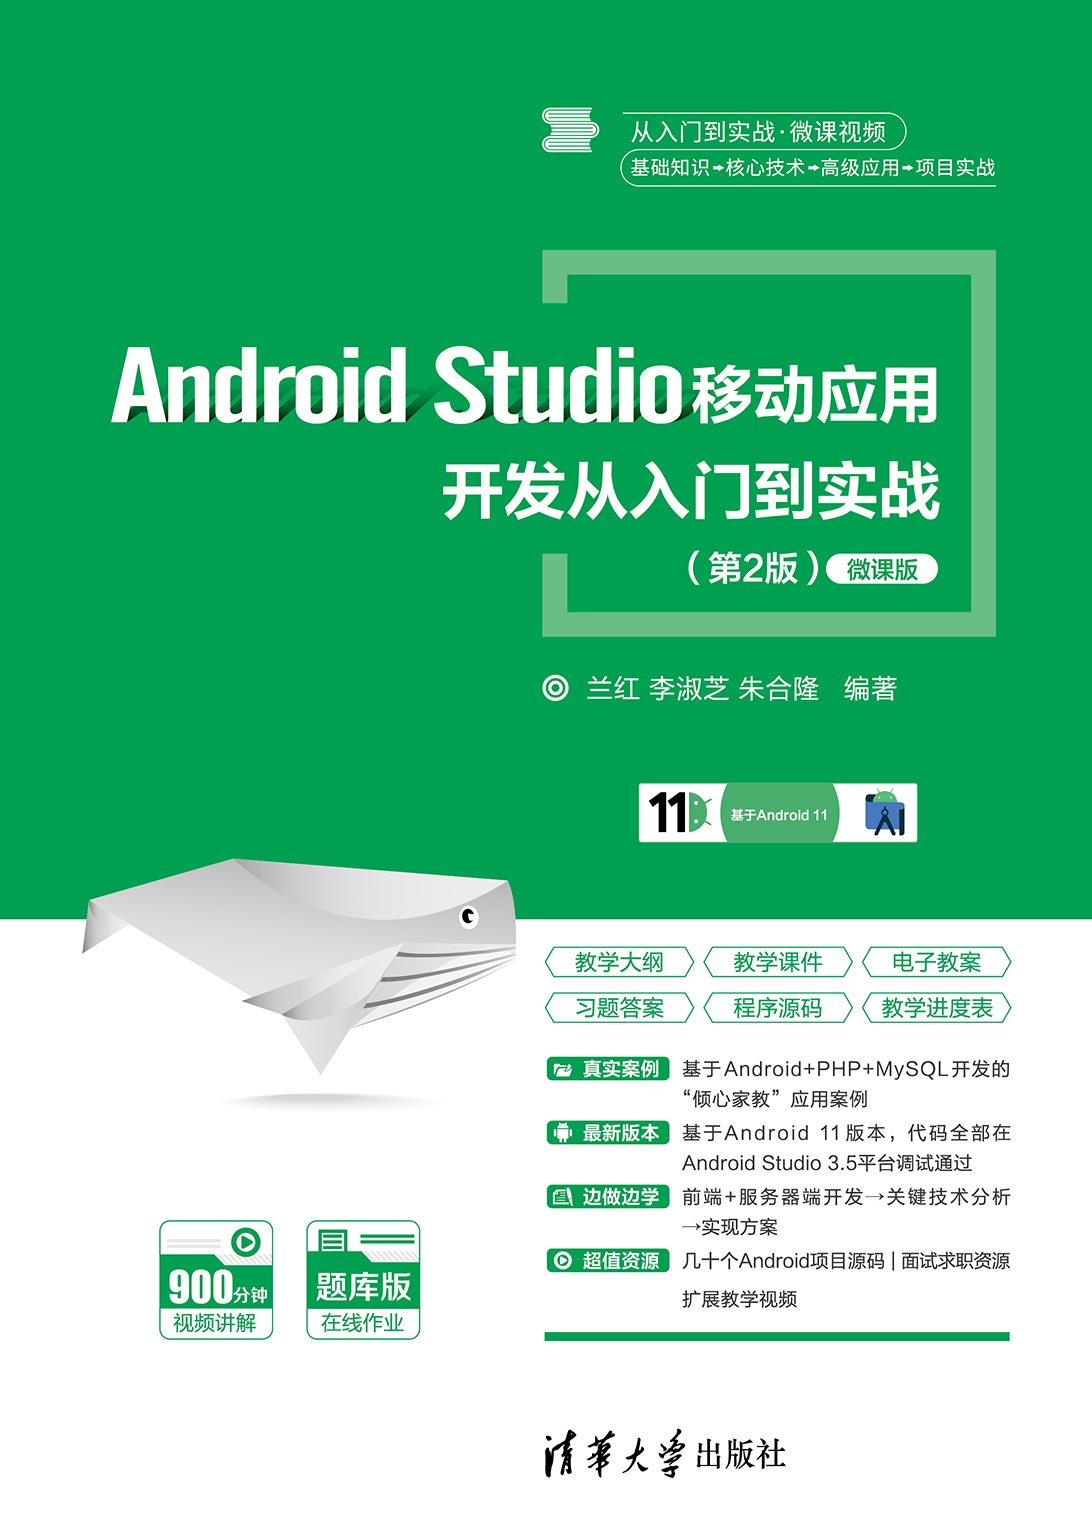 从入门到实战·微课视频
基础知识→核心技术→高级应用→项目实战
Android Studio移动应用
开发从入门到实战
（第2版）微课版
兰红 李淑芝 朱合隆 编著
11 基于Android 11
教学大纲 教学课件 电子教案
习题答案 程序源码 教学进度表
真实案例 基于Android+PHP+MySQL开发的
“倾心家教”应用案例
最新版本 基于Android 11版本，代码全部在
Android Studio 3.5平台调试通过
边做边学 前端+服务器端开发→关键技术分析
→实现方案
超值资源 几十个Android项目源码|面试求职资源
扩展教学视频
900分钟
视频讲解
题库版
在线作业
清华大学出版社